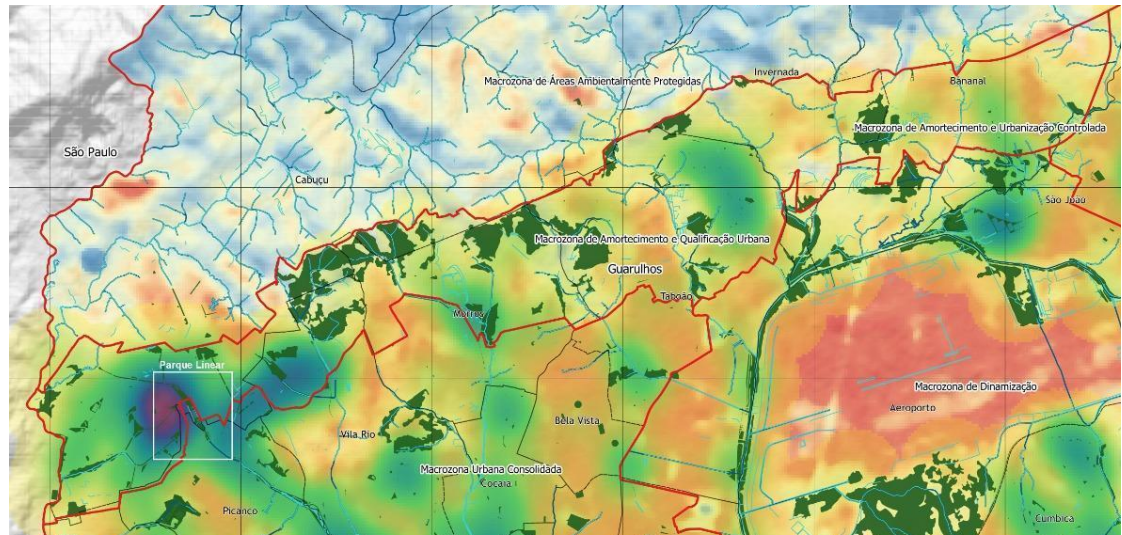 Invernada
Macrozona de Áreas Ambientalmente Protegidas
Bananal
Macrozona de Amortecimento e Urbanização Controlada
São Paulo
Cabuçu
São João
Macrozona de Amortecimento e Qualificação Urbana
Guarulhos
Taboão
Morros
Parque Linear
Macrozona de Dinamização
Aeroporto
Bela Vista
Vila Rio
Macrozona Urbana Consolidada
Cocaia
Picanco
Cumbica